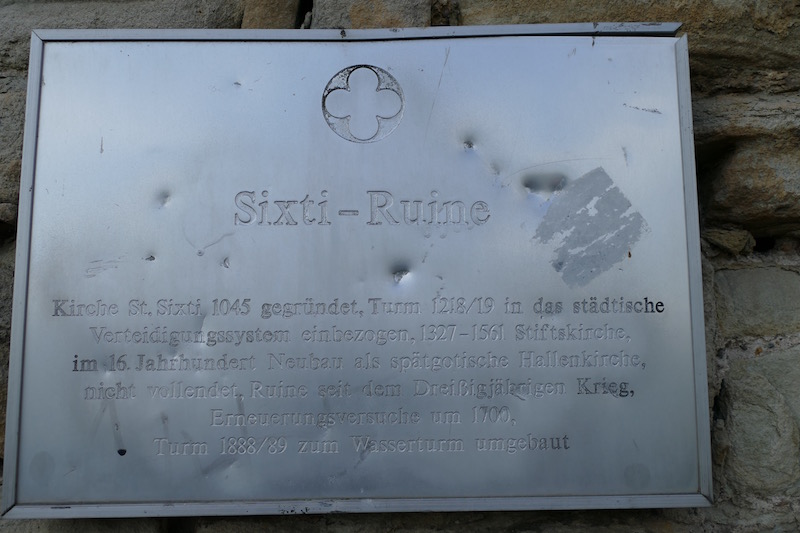 Sixti-Ruine
Kirche St. Sixti 1045 gegründet, Turm 1218/19 in das städtische
Verteidigungssystem einbezogen, 1327-1561 Stiftskirche,
im 16. Jahrhundert Neubau als spätgotische Hallenkirche,
nicht vollendet. Ruine seit dem Dreißigjährigen Krieg,
Erneuerungsversuche um 1700,
Turm 1888/89 zum Wasserturm umgebaut